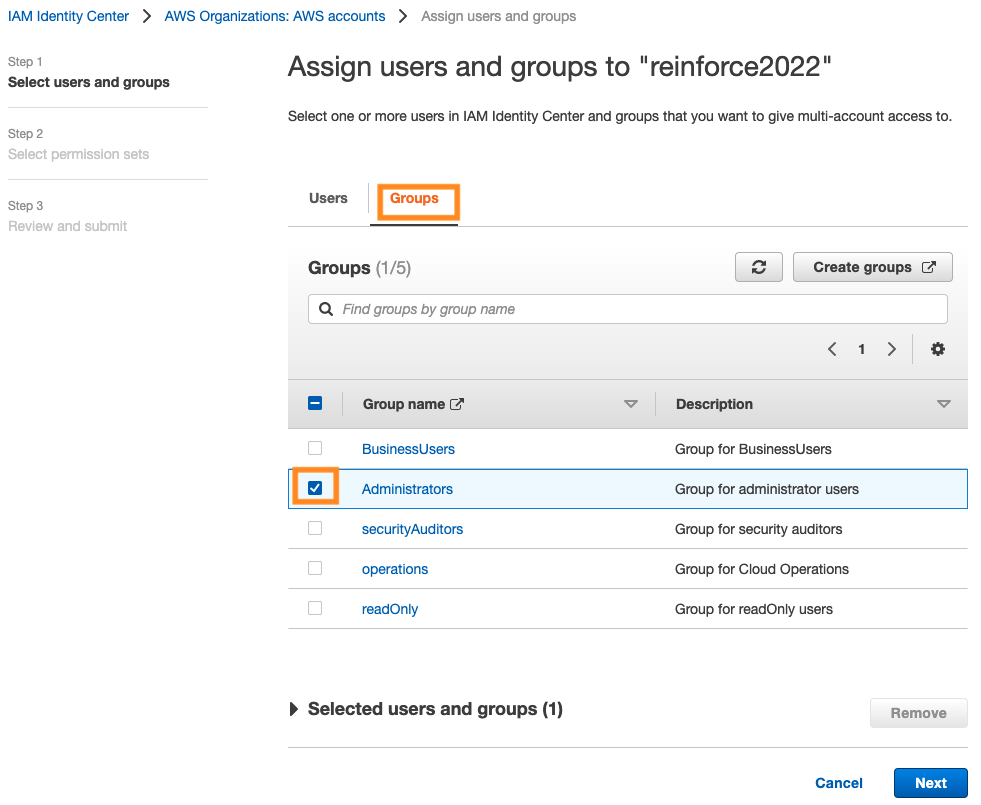 IAM Identity Center > AWS Organizations: AWS accounts > Assign users and groups
Step 1
Select users and groups
Step 2
Select permission sets
Step 3
Review and submit
Assign users and groups to "reinforce2022"
Select one or more users in IAM Identity Center and groups that you want to give multi-account access to.
Users Groups
Groups (1/5) Create groups
Find groups by group name
1
Group name Description
BusinessUsers Group for BusinessUsers
Administrators Group for administrator users
securityAuditors Group for security auditors
operations Group for Cloud Operations
readOnly Group for readOnly users
Selected users and groups (1) Remove
Cancel Next